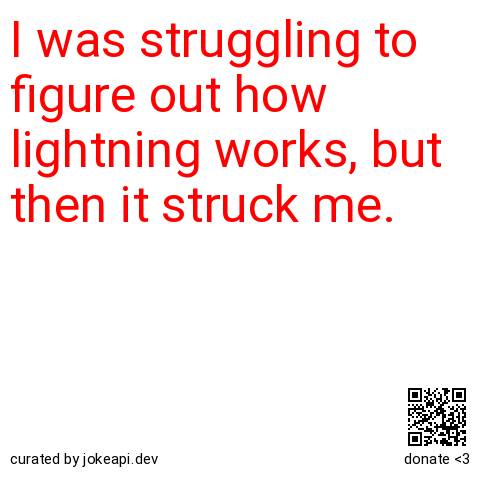 I was struggling to
figure out how
lightning works, but
then it struck me.
curated by jokeapi.dev
donate <3